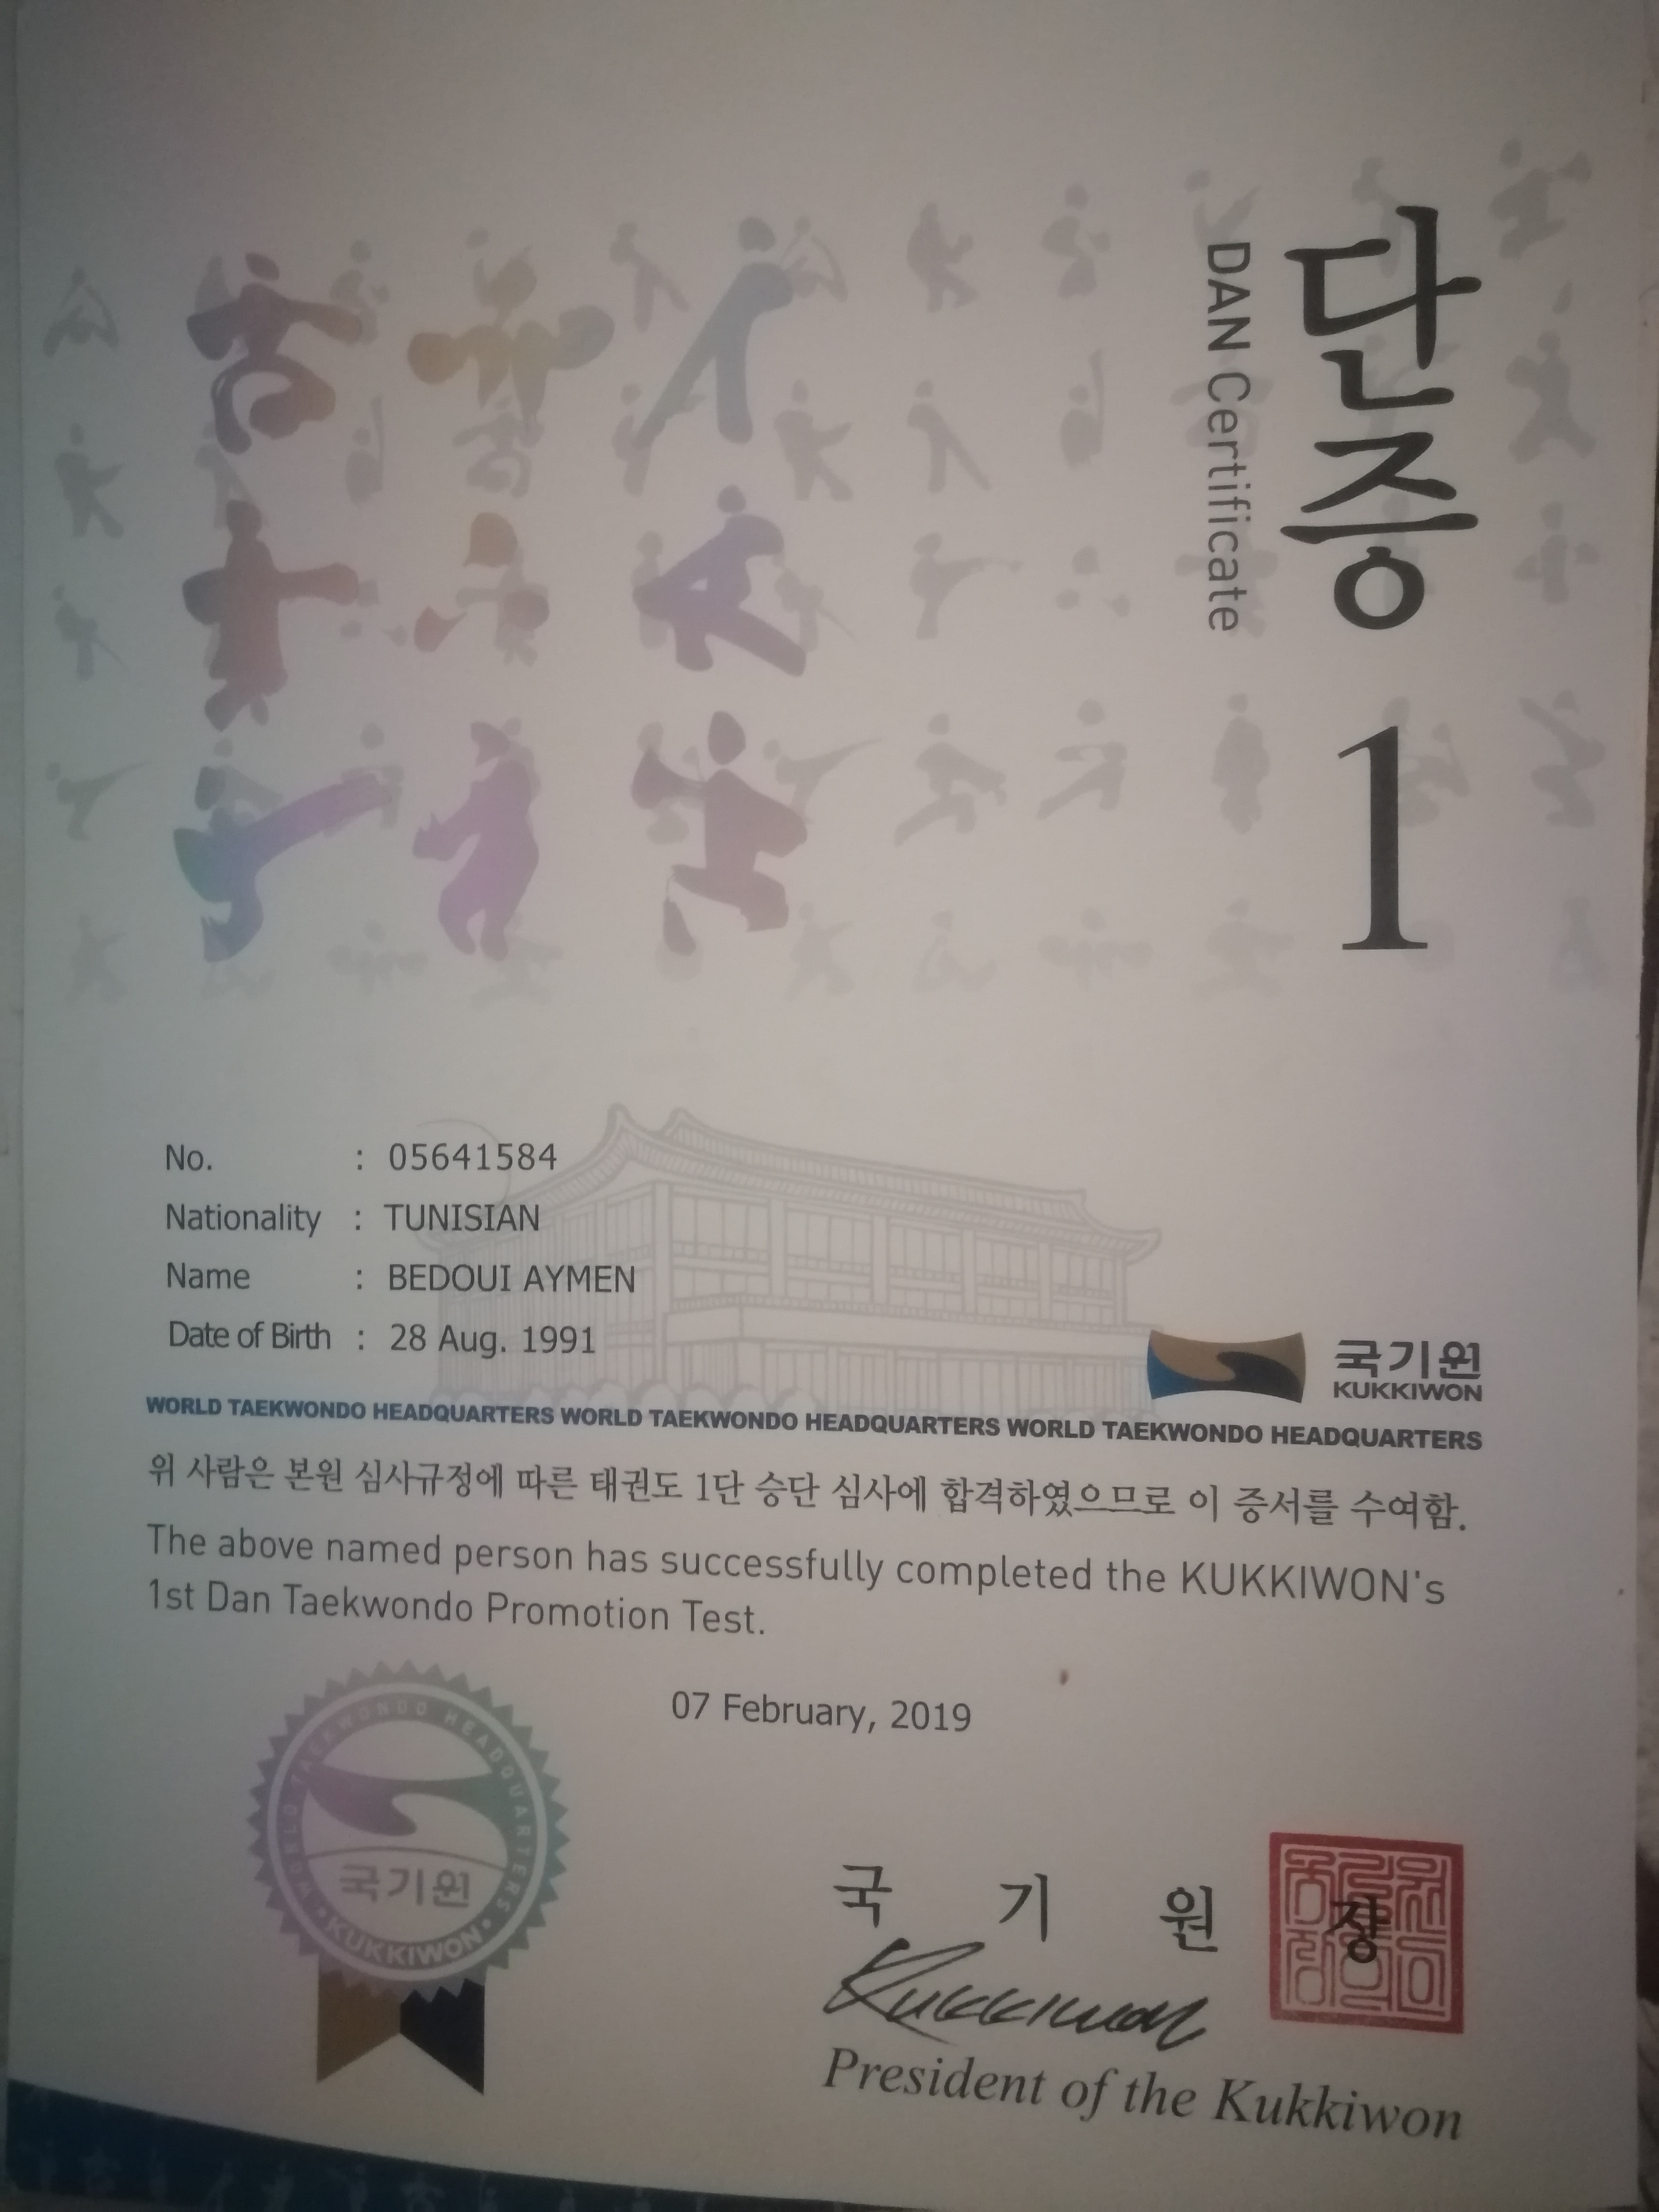 단증 1
DAN Certificate
No. : 05641584
Nationality : TUNISIAN
Name : BEDOUI AYMEN
Date of Birth : 28 Aug. 1991
국기원
KUKKIWON
WORLD TAEKWONDO HEADQUARTERS WORLD TAEKWONDO HEADQUARTERS WORLD TAEKWONDO HEADQUARTERS
위 사람은 본원 심사규정에 따른 태권도 1단 승단 심사에 합격하였으므로 이 증서를 수여함.
The above named person has successfully completed the KUKKIWON's
1st Dan Taekwondo Promotion Test.
07 February, 2019
WORLD TAEKWONDO HEADQUARTERS
국기원
• KUKKIWON •
국 기 원 장
Kukkiwon
President of the Kukkiwon